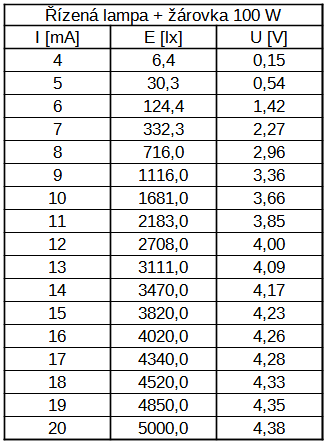 Řízená lampa + žárovka 100 W
I [mA] E [lx] U [V]
4 6,4 0,15
5 30,3 0,54
6 124,4 1,42
7 332,3 2,27
8 716,0 2,96
9 1116,0 3,36
10 1681,0 3,66
11 2183,0 3,85
12 2708,0 4,00
13 3111,0 4,09
14 3470,0 4,17
15 3820,0 4,23
16 4020,0 4,26
17 4340,0 4,28
18 4520,0 4,33
19 4850,0 4,35
20 5000,0 4,38